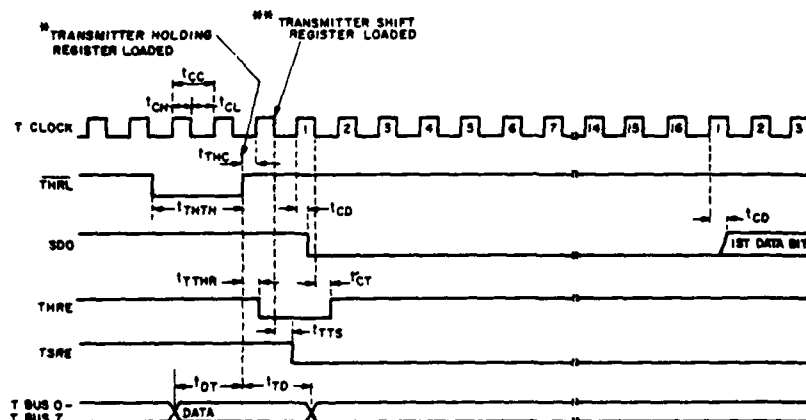 ** TRANSMITTER SHIFT
REGISTER LOADED
* TRANSMITTER HOLDING
REGISTER LOADED
tCC
tCH
tCL
T CLOCK
1 2 3 4 5 6 7 14 15 16 1 2 3
tTHC
THRL
tTHTH
tCD
tCD
SDO
1ST DATA BIT
tTTHR
tCT
THRE
tTTS
TSRE
tDT
tTD
T BUS 0-
T BUS 7
DATA